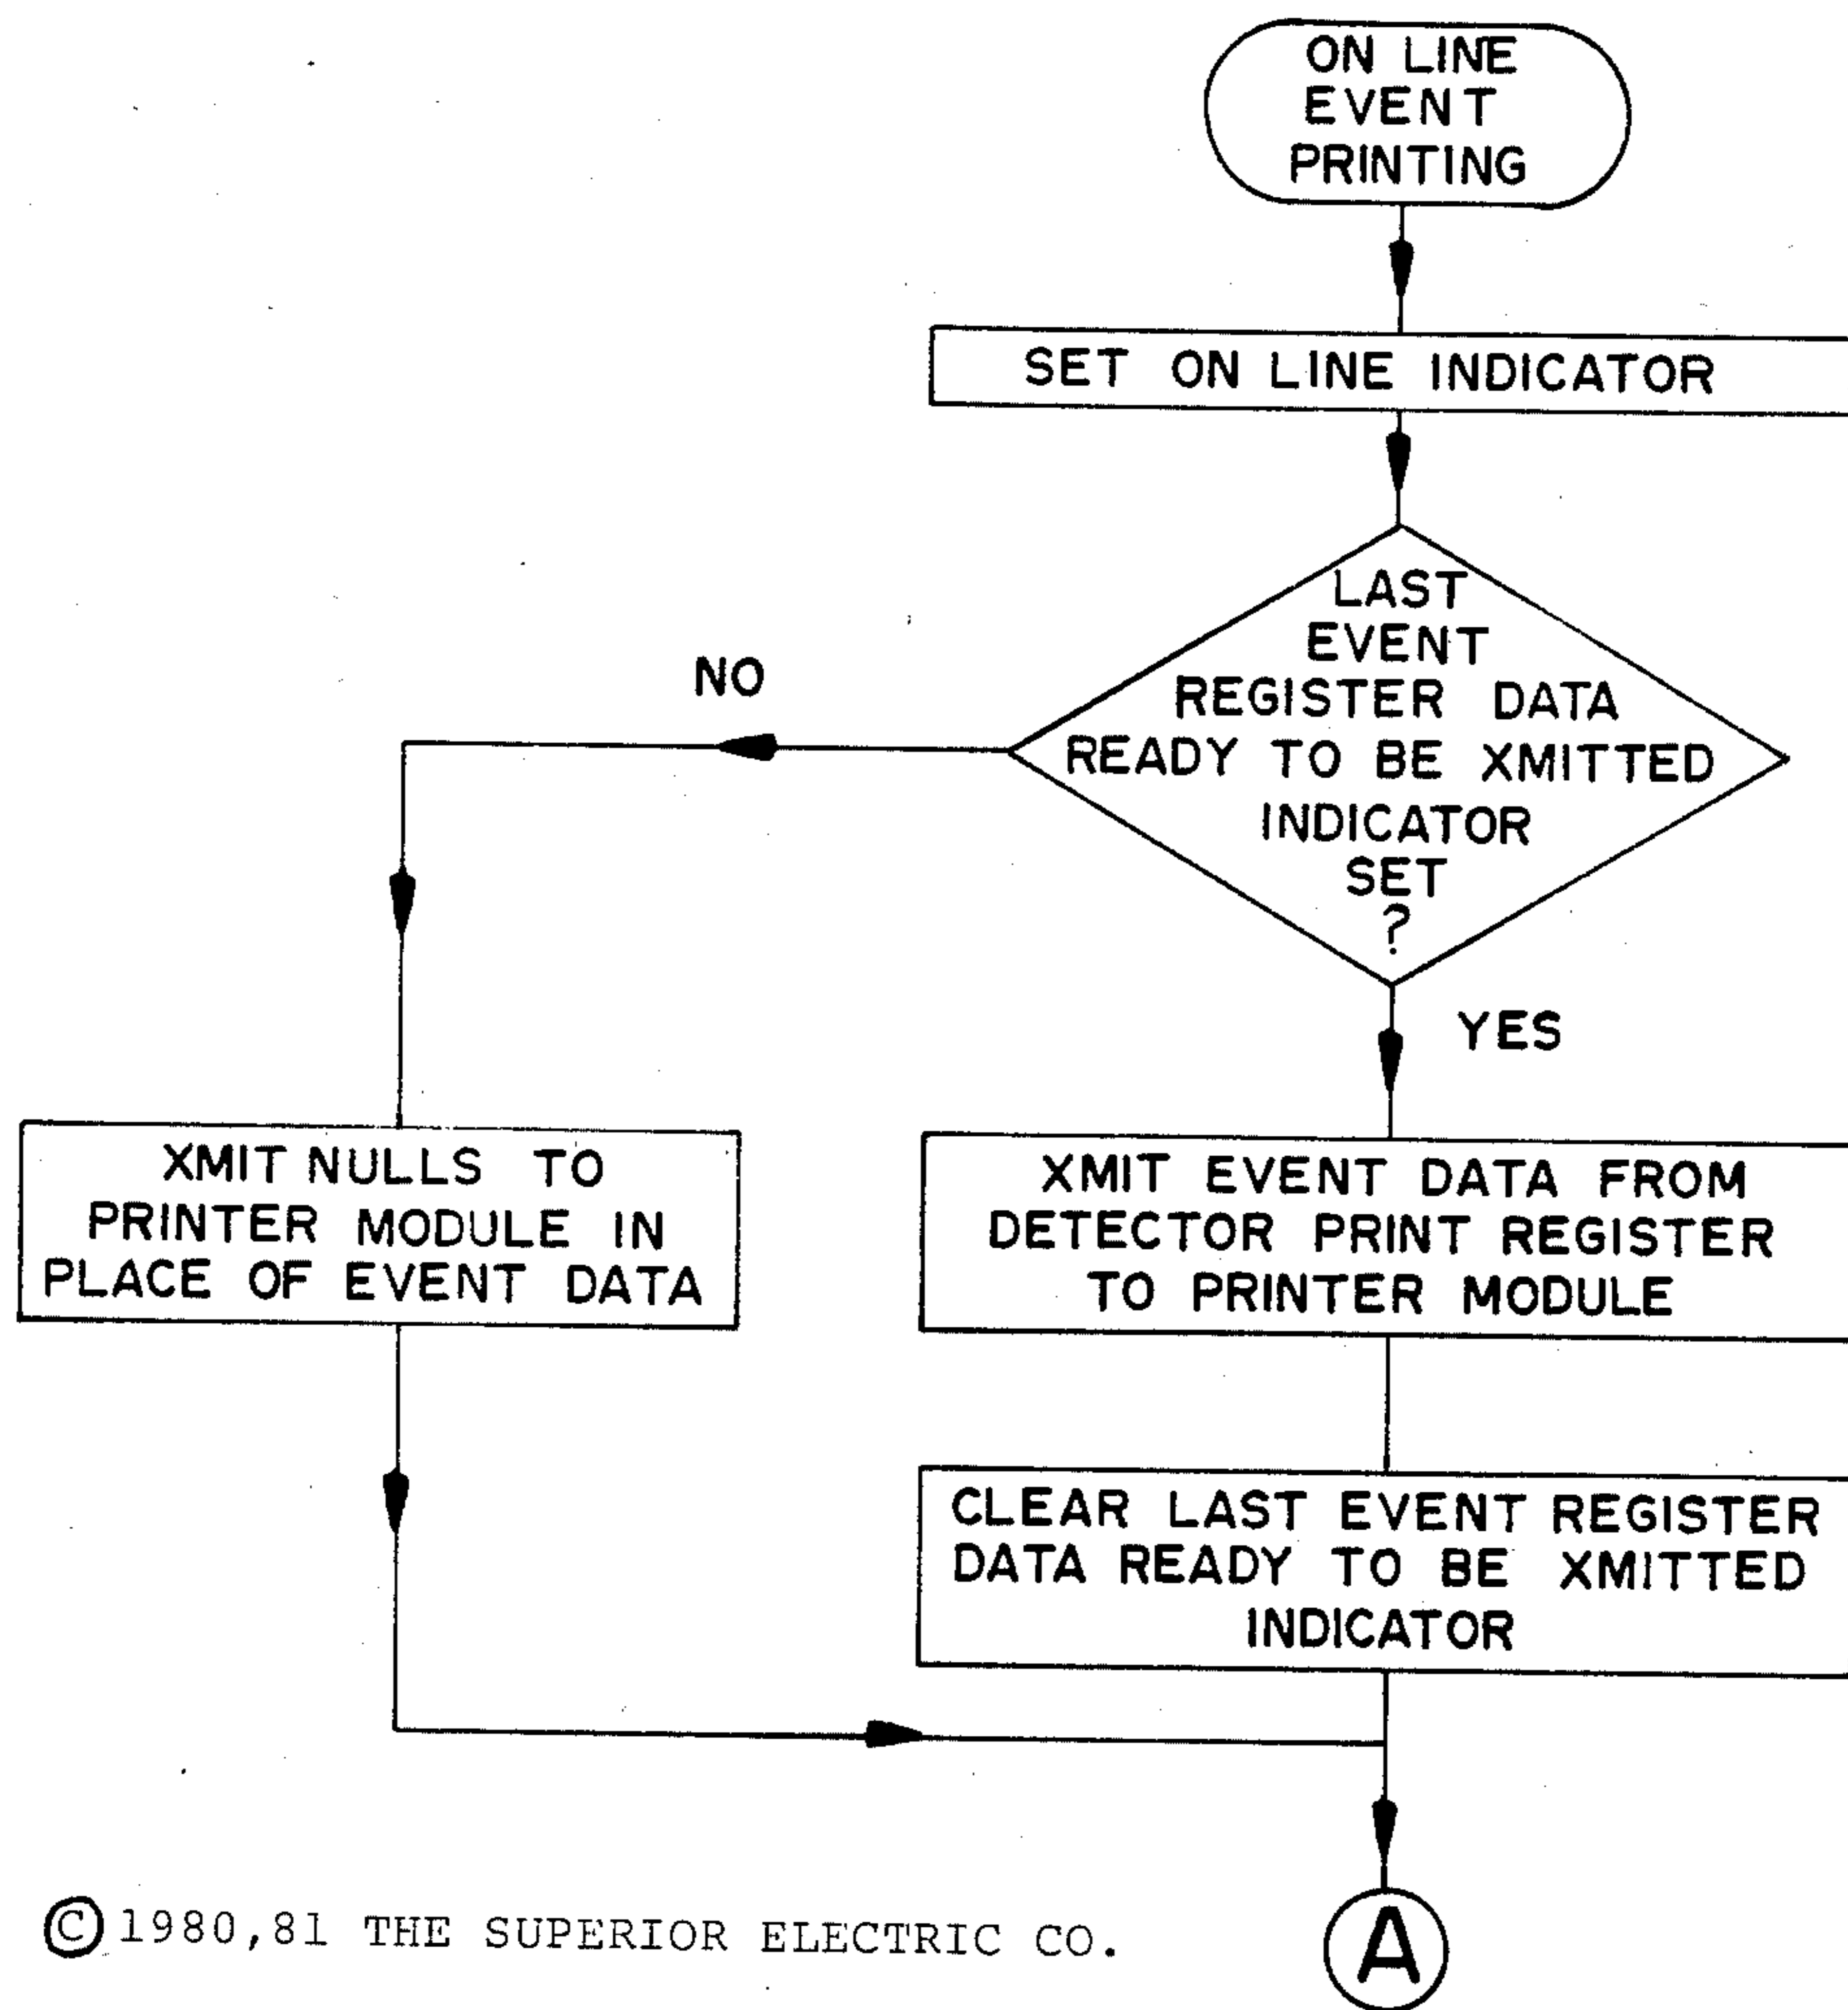 ON LINE
EVENT
PRINTING
SET ON LINE INDICATOR
LAST
EVENT
REGISTER DATA
READY TO BE XMITTED
INDICATOR
SET
?
NO
YES
XMIT NULLS TO
PRINTER MODULE IN
PLACE OF EVENT DATA
XMIT EVENT DATA FROM
DETECTOR PRINT REGISTER
TO PRINTER MODULE
CLEAR LAST EVENT REGISTER
DATA READY TO BE XMITTED
INDICATOR
© 1980,81 THE SUPERIOR ELECTRIC CO.
A